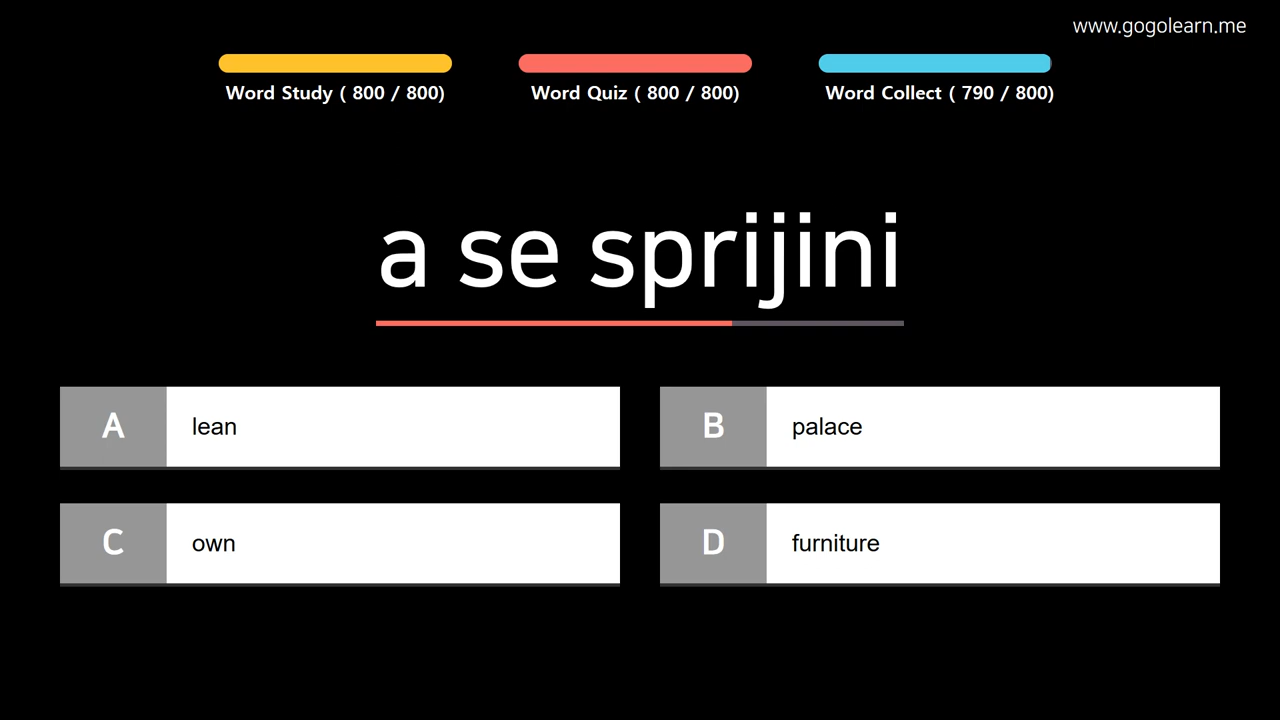 www.gogolearn.me
Word Study ( 800 / 800)
Word Quiz ( 800 / 800)
Word Collect ( 790 / 800)
a se sprijini
A lean
B palace
C own
D furniture